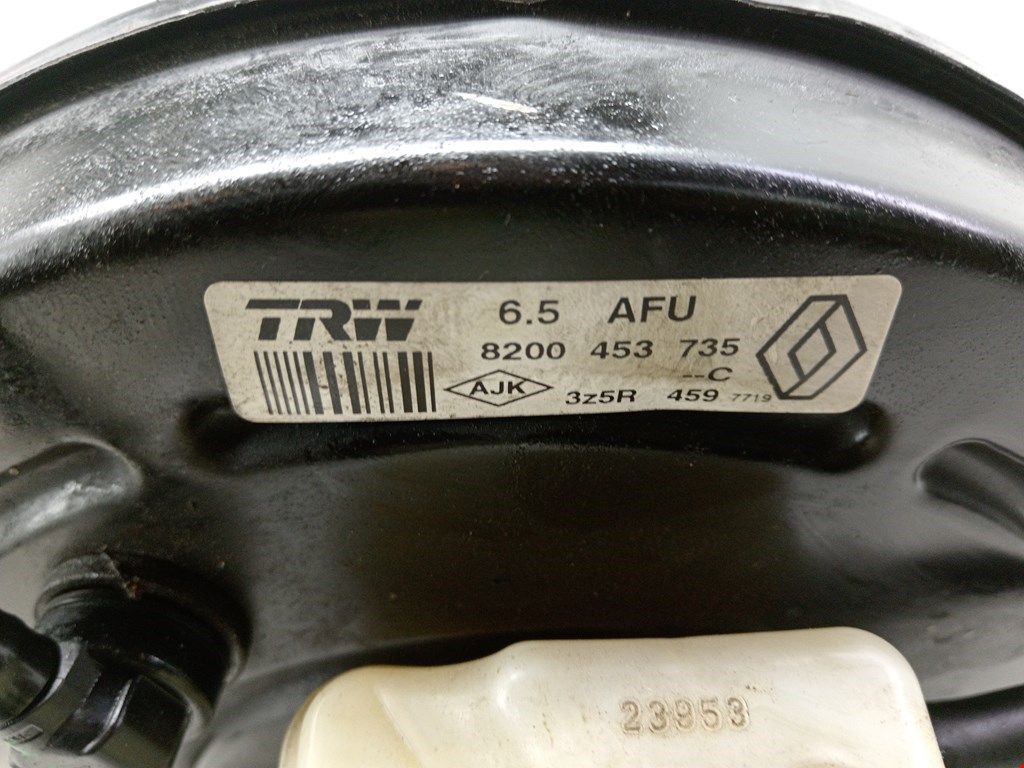 TRW 6.5 AFU
8200 453 735
--C
AJK 3z5R 459 7719
23953